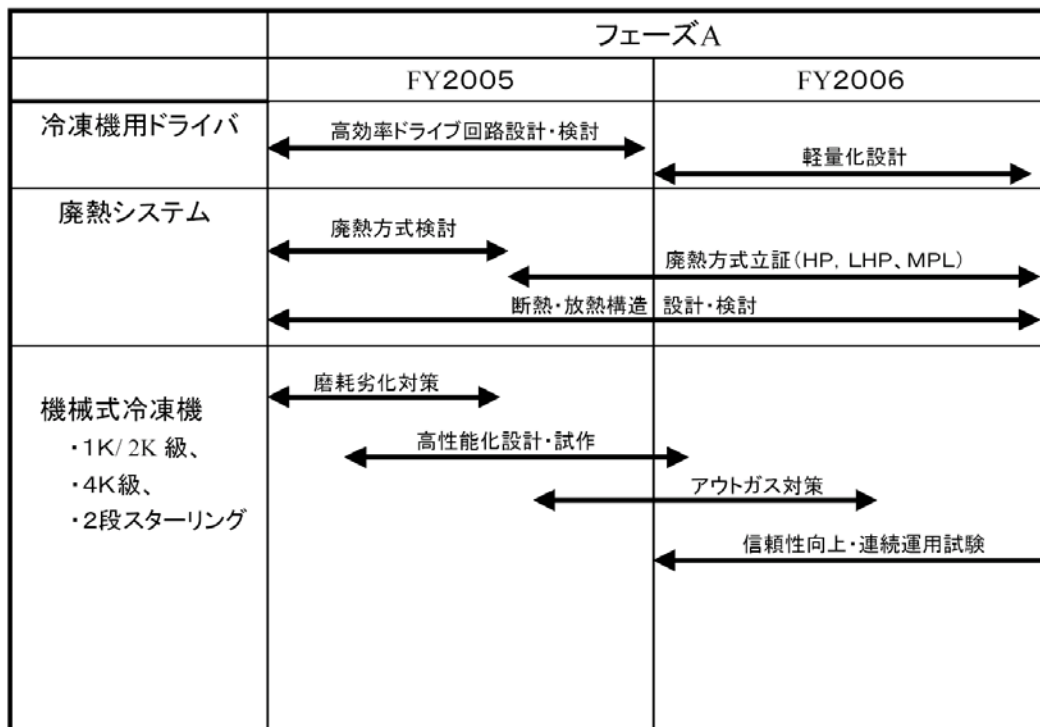 フェーズA
FY2005
FY2006
冷凍機用ドライバ
高効率ドライブ回路設計・検討
軽量化設計
廃熱システム
廃熱方式検討
廃熱方式立証(HP, LHP、MPL)
断熱・放熱構造 設計・検討
機械式冷凍機
・1K/2K 級、
・4K級、
・2段スターリング
磨耗劣化対策
高性能化設計・試作
アウトガス対策
信頼性向上・連続運用試験